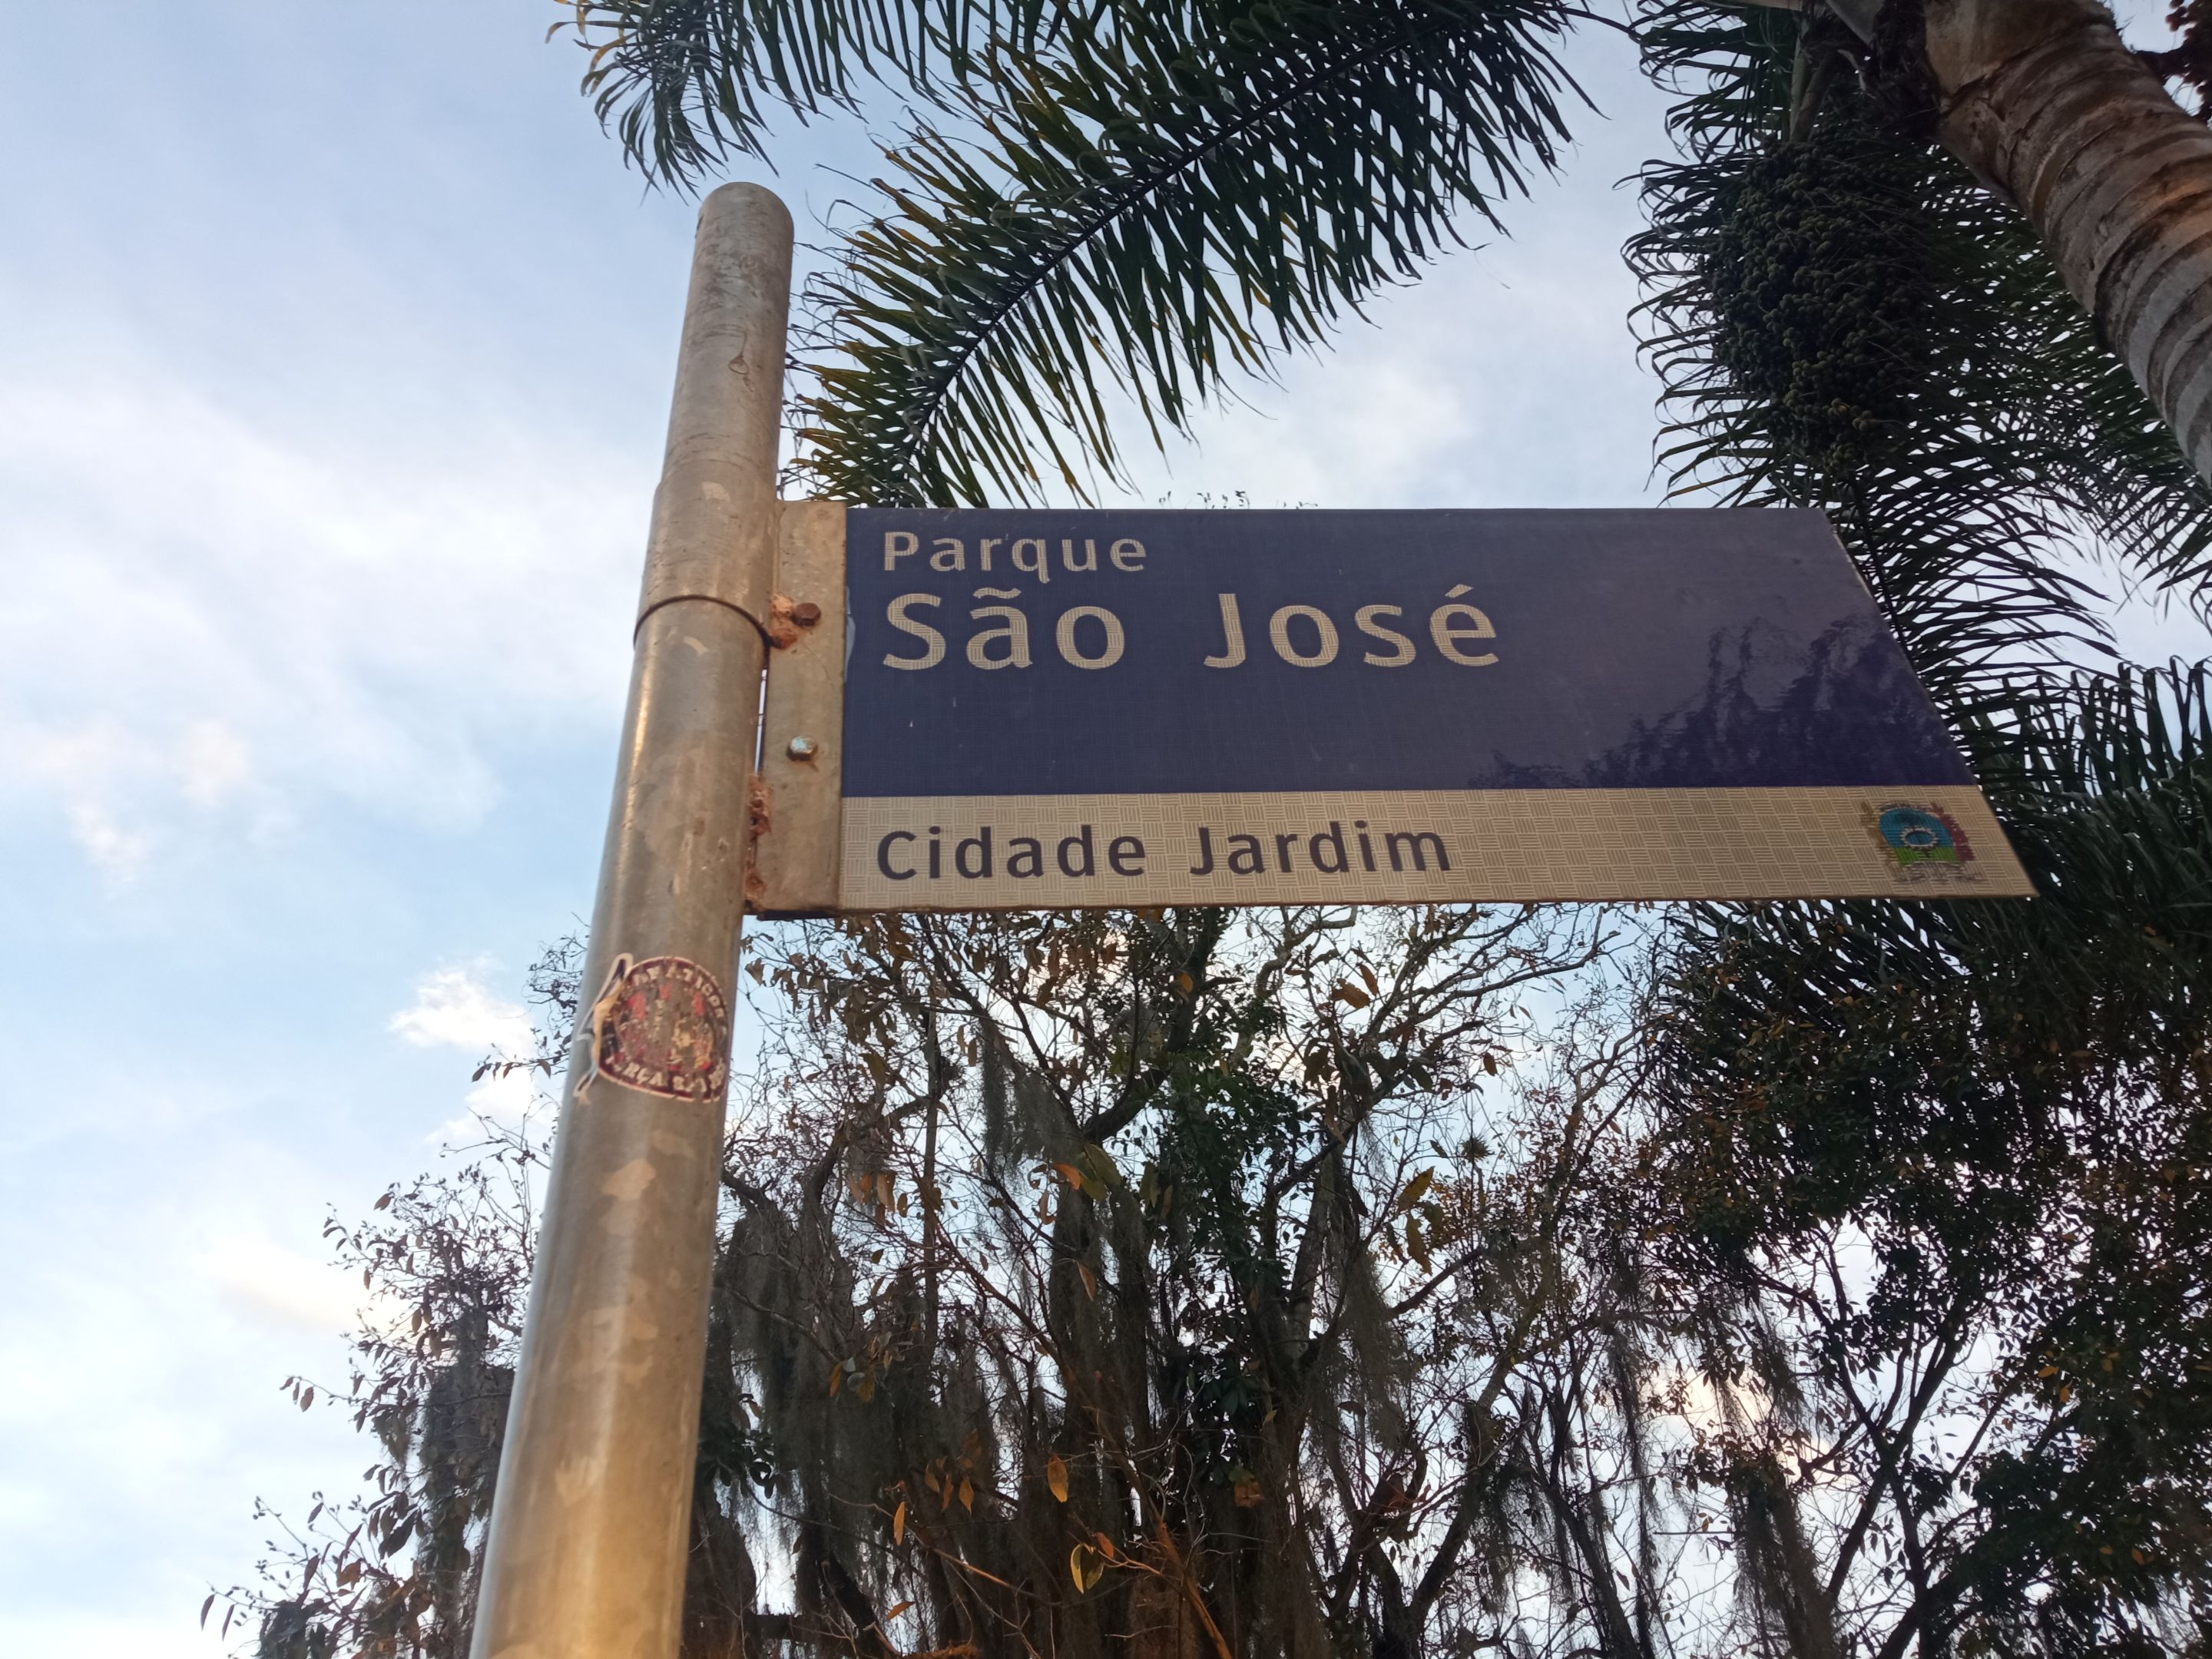 Parque
São José
Cidade Jardim